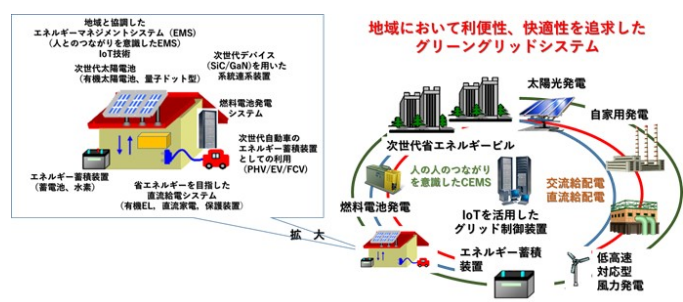 地域と協調した
エネルギーマネジメントシステム（EMS）
（人とのつながりを意識したEMS）
IoT技術
次世代太陽電池
（有機太陽電池、量子ドット型）
次世代デバイス
（SiC/GaN）を用いた
系統連系装置
燃料電池発電
システム
次世代自動車の
エネルギー蓄積装置
としての利用
（PHV/EV/FCV）
エネルギー蓄積装置
（蓄電池、水素）
省エネルギーを目指した
直流給電システム
（有機EL，直流家電，保護装置）
拡 大
地域において利便性、快適性を追求した
グリーングリッドシステム
太陽光発電
自家用発電
次世代省エネルギービル
人の人のつながり
を意識したCEMS
交流給配電
直流給配電
燃料電池発電
IoTを活用した
グリッド制御装置
エネルギー蓄積
装置
低高速
対応型
風力発電